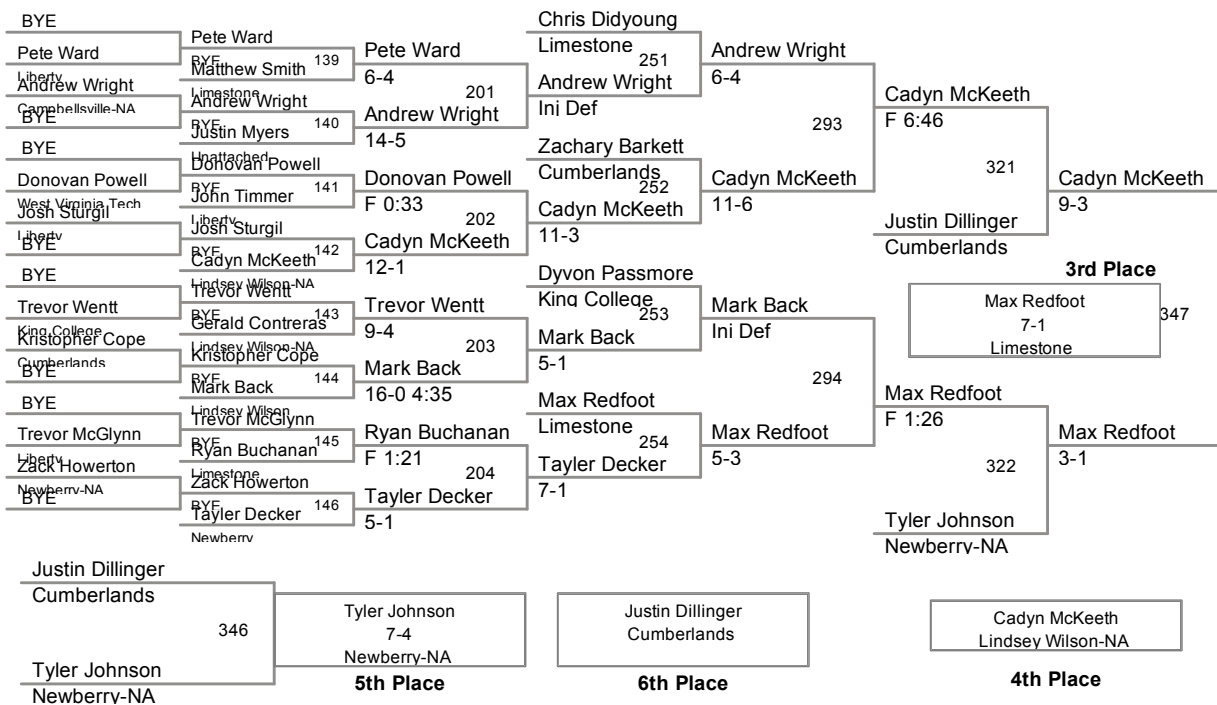 BYE
Pete Ward
Liberty
Andrew Wright
Campbellsville-NA
BYE
BYE
Donovan Powell
West Virginia Tech
Josh Sturgil
Liberty
BYE
BYE
Trevor Wentt
King College
Kristopher Cope
Cumberlands
BYE
BYE
Trevor McGlynn
Liberty
Zack Howerton
Newberry-NA
BYE
Pete Ward
BYE 139
Matthew Smith
Limestone
Andrew Wright
BYE 140
Justin Myers
Unattached
Donovan Powell
BYE 141
John Timmer
Liberty
Josh Sturgil
BYE 142
Cadyn McKeeth
Lindsey Wilson-NA
Trevor Wentt
BYE 143
Gerald Contreras
Lindsey Wilson-NA
Kristopher Cope
BYE 144
Mark Back
Lindsey Wilson
Trevor McGlynn
BYE 145
Ryan Buchanan
Limestone
Zack Howerton
BYE 146
Tayler Decker
Newberry
Pete Ward
6-4
201
Andrew Wright
14-5
Donovan Powell
F 0:33
202
Cadyn McKeeth
12-1
Trevor Wentt
9-4
203
Mark Back
16-0 4:35
Ryan Buchanan
F 1:21
204
Tayler Decker
5-1
Chris Didyoung
Limestone
251
Andrew Wright
Ini Def
Zachary Barkett
Cumberlands
252
Cadyn McKeeth
11-3
Dyvon Passmore
King College
253
Mark Back
5-1
Max Redfoot
Limestone
254
Tayler Decker
7-1
Andrew Wright
6-4
293
Cadyn McKeeth
11-6
Mark Back
Ini Def
294
Max Redfoot
5-3
Cadyn McKeeth
F 6:46
321
Justin Dillinger
Cumberlands
Max Redfoot
F 1:26
322
Tyler Johnson
Newberry-NA
Cadyn McKeeth
9-3
3rd Place
Max Redfoot
7-1
Limestone
347
Max Redfoot
3-1
Justin Dillinger
Cumberlands
346
Tyler Johnson
Newberry-NA
Tyler Johnson
7-4
Newberry-NA
5th Place
Justin Dillinger
Cumberlands
6th Place
Cadyn McKeeth
Lindsey Wilson-NA
4th Place